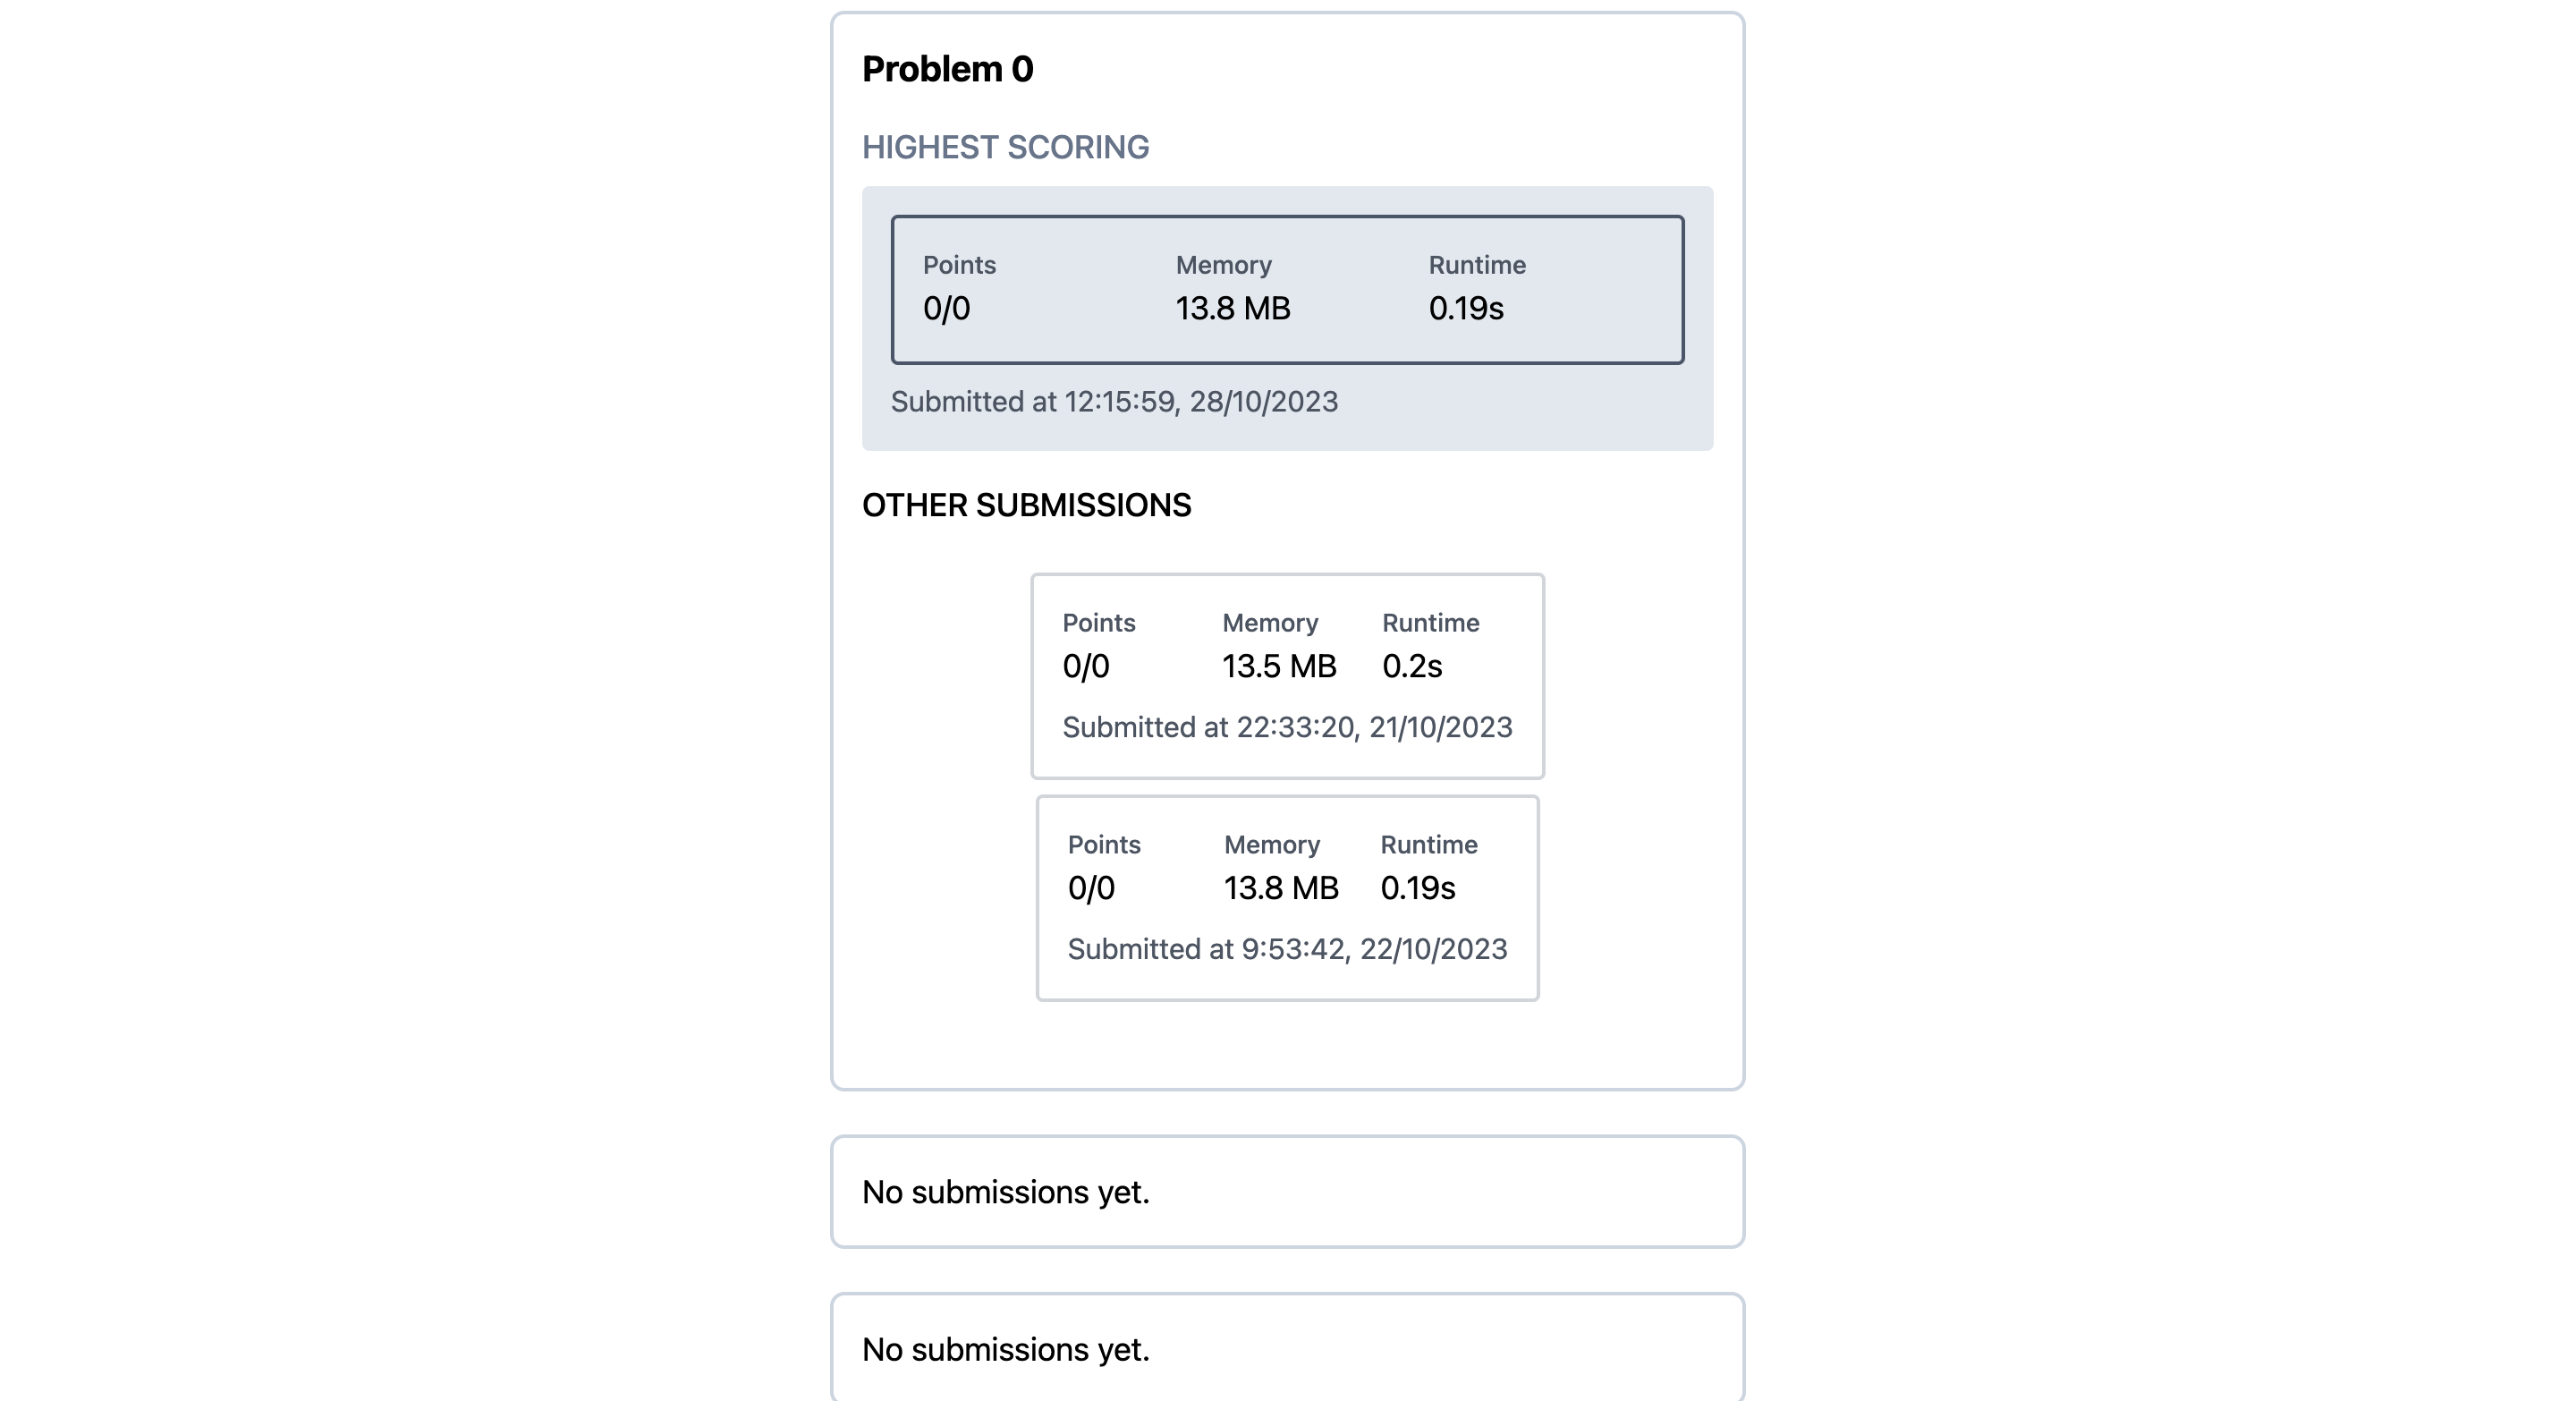 Problem 0
HIGHEST SCORING
Points Memory Runtime
0/0 13.8 MB 0.19s
Submitted at 12:15:59, 28/10/2023
OTHER SUBMISSIONS
Points Memory Runtime
0/0 13.5 MB 0.2s
Submitted at 22:33:20, 21/10/2023
Points Memory Runtime
0/0 13.8 MB 0.19s
Submitted at 9:53:42, 22/10/2023
No submissions yet.
No submissions yet.